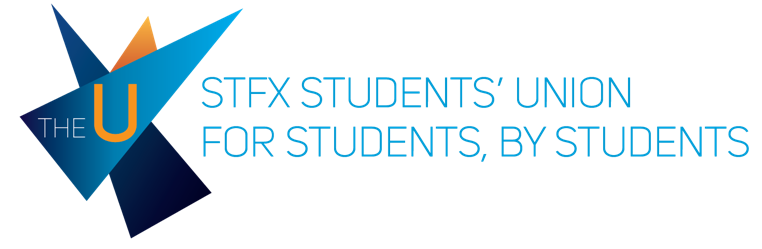 THE U
STFX STUDENTS' UNION
FOR STUDENTS, BY STUDENTS